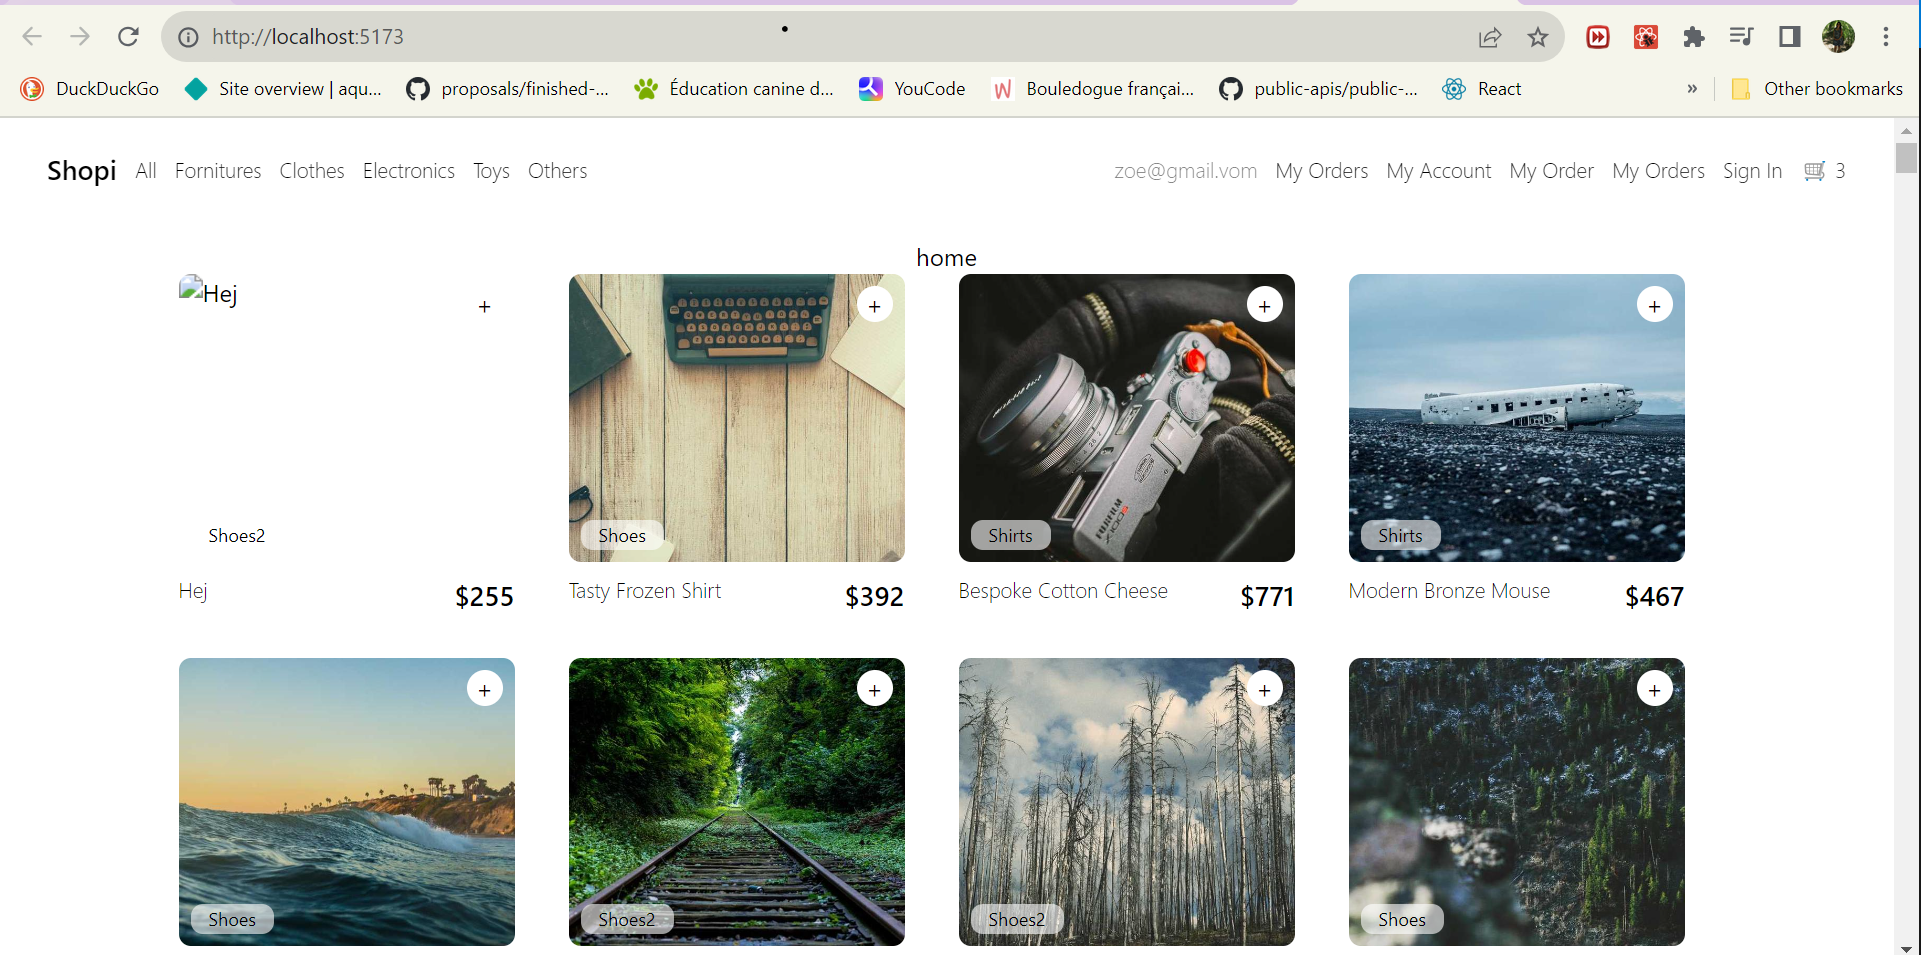 http://localhost:5173
DuckDuckGo Site overview | aqu... proposals/finished-... Éducation canine d... YouCode Bouledogue françai... public-apis/public-... React » Other bookmarks
Shopi All Fornitures Clothes Electronics Toys Others zoe@gmail.vom My Orders My Account My Order My Orders Sign In 3
home
Hej + + + +
Shoes2 Shoes Shirts Shirts
Hej $255 Tasty Frozen Shirt $392 Bespoke Cotton Cheese $771 Modern Bronze Mouse $467
+ + + +
Shoes Shoes2 Shoes2 Shoes